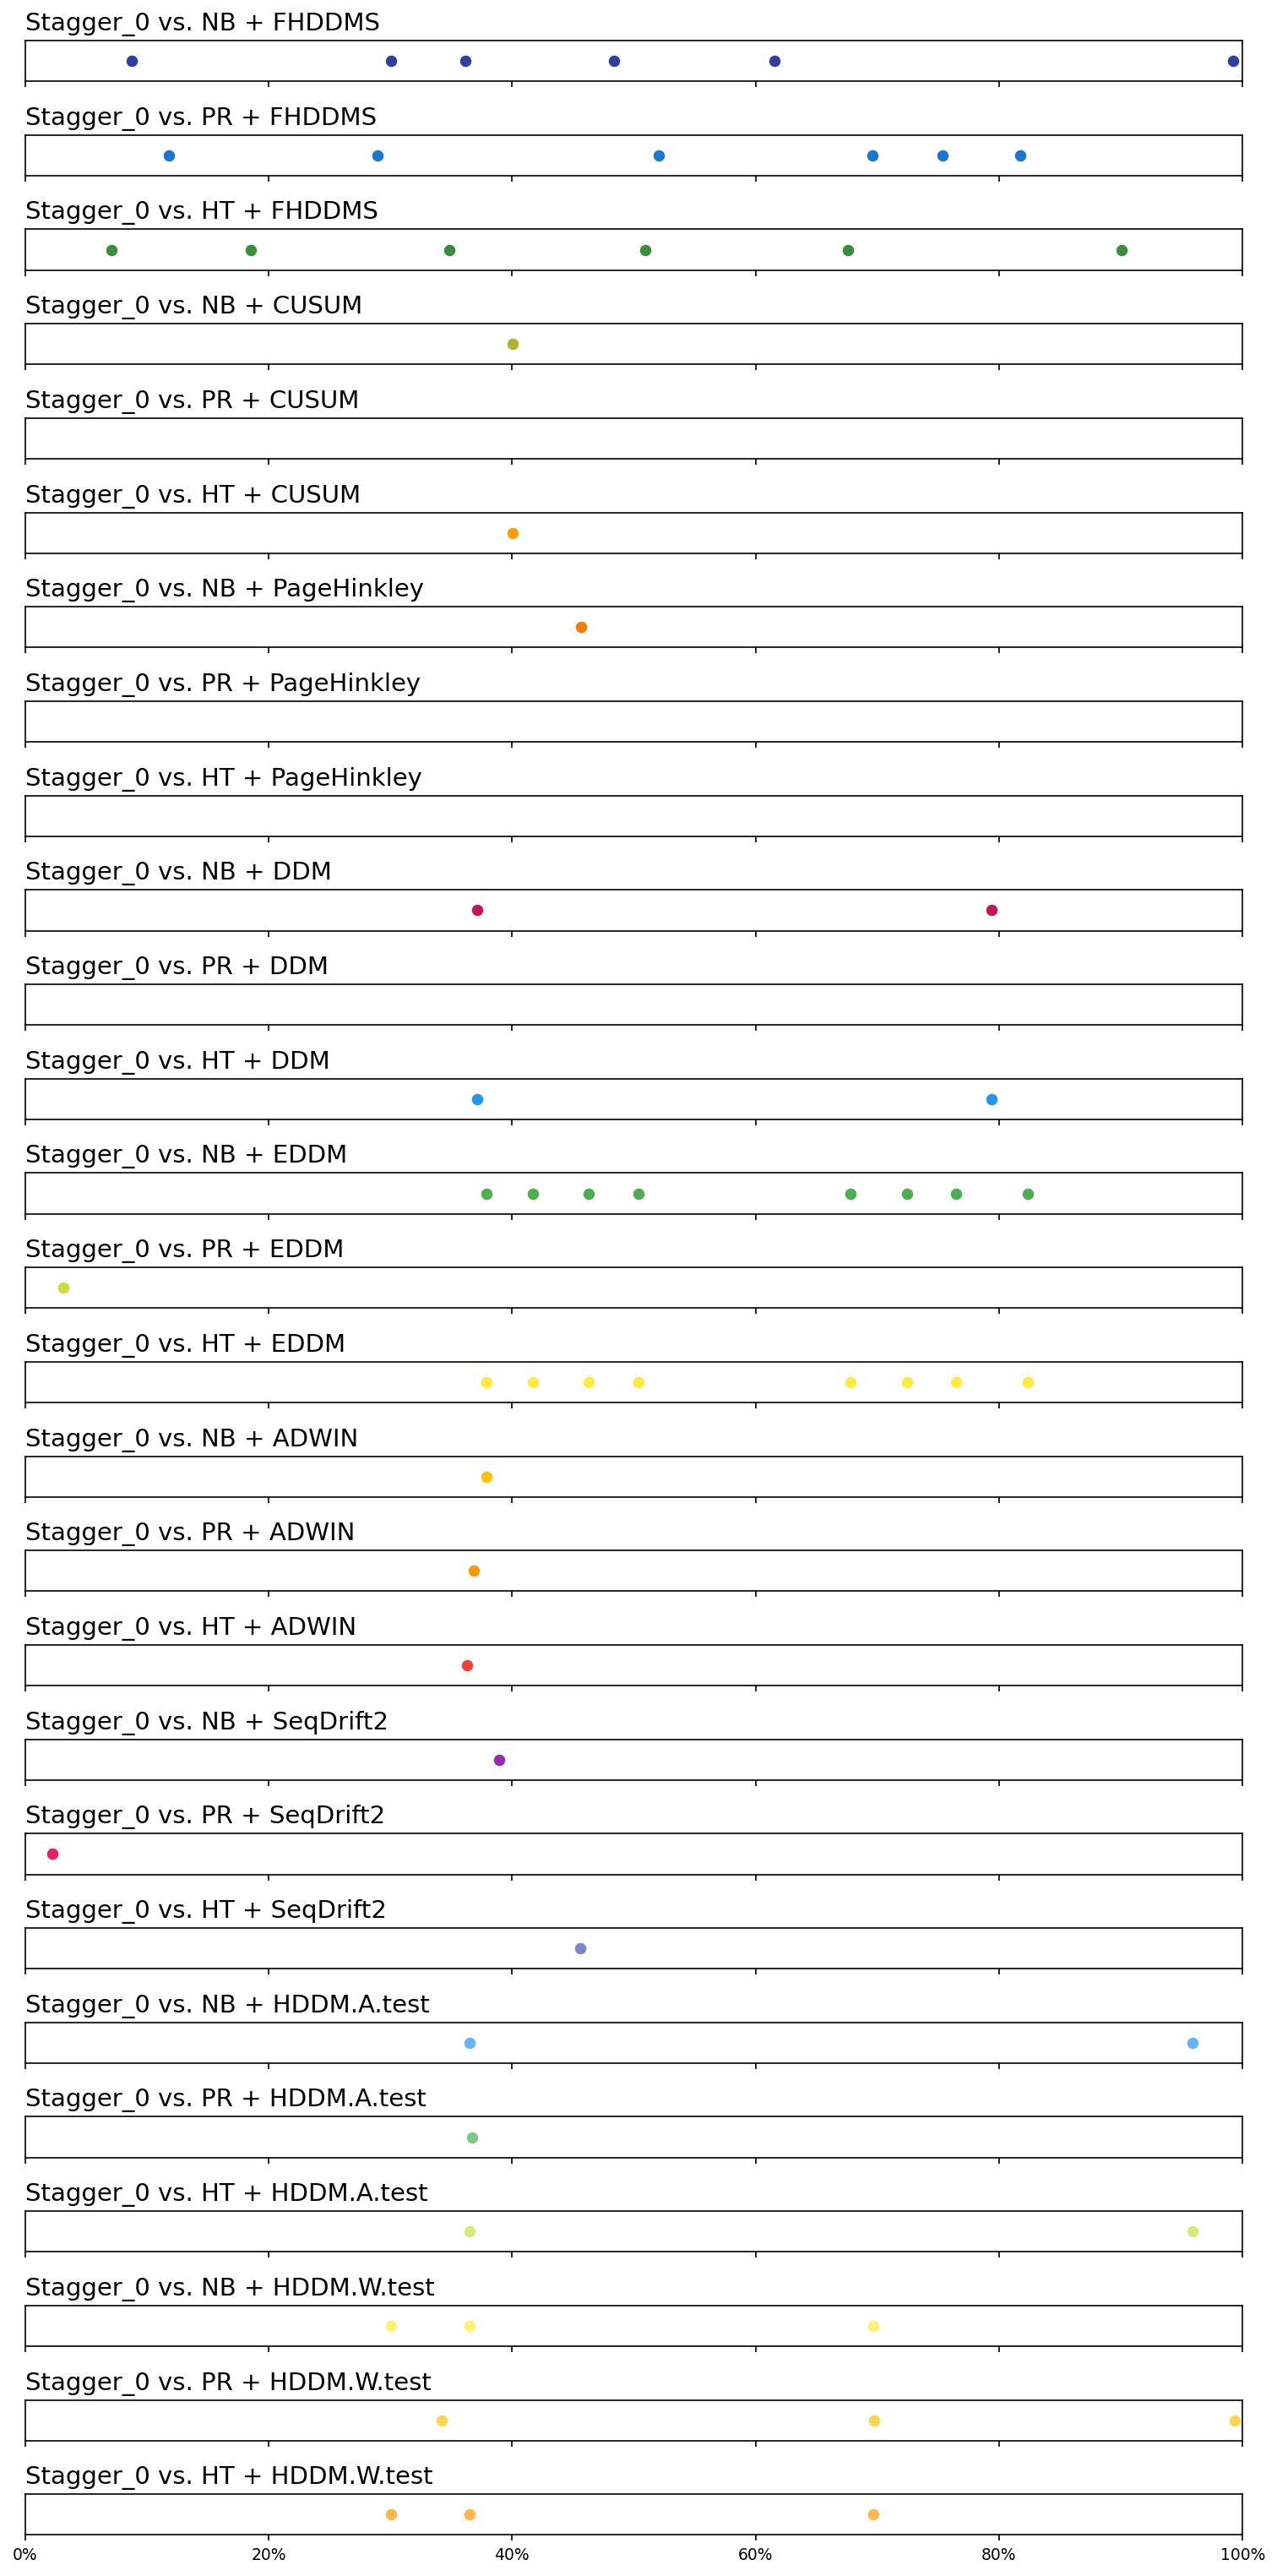 Stagger_0 vs. NB + FHDDMS
Stagger_0 vs. PR + FHDDMS
Stagger_0 vs. HT + FHDDMS
Stagger_0 vs. NB + CUSUM
Stagger_0 vs. PR + CUSUM
Stagger_0 vs. HT + CUSUM
Stagger_0 vs. NB + PageHinkley
Stagger_0 vs. PR + PageHinkley
Stagger_0 vs. HT + PageHinkley
Stagger_0 vs. NB + DDM
Stagger_0 vs. PR + DDM
Stagger_0 vs. HT + DDM
Stagger_0 vs. NB + EDDM
Stagger_0 vs. PR + EDDM
Stagger_0 vs. HT + EDDM
Stagger_0 vs. NB + ADWIN
Stagger_0 vs. PR + ADWIN
Stagger_0 vs. HT + ADWIN
Stagger_0 vs. NB + SeqDrift2
Stagger_0 vs. PR + SeqDrift2
Stagger_0 vs. HT + SeqDrift2
Stagger_0 vs. NB + HDDM.A.test
Stagger_0 vs. PR + HDDM.A.test
Stagger_0 vs. HT + HDDM.A.test
Stagger_0 vs. NB + HDDM.W.test
Stagger_0 vs. PR + HDDM.W.test
Stagger_0 vs. HT + HDDM.W.test
0% 20% 40% 60% 80% 100%